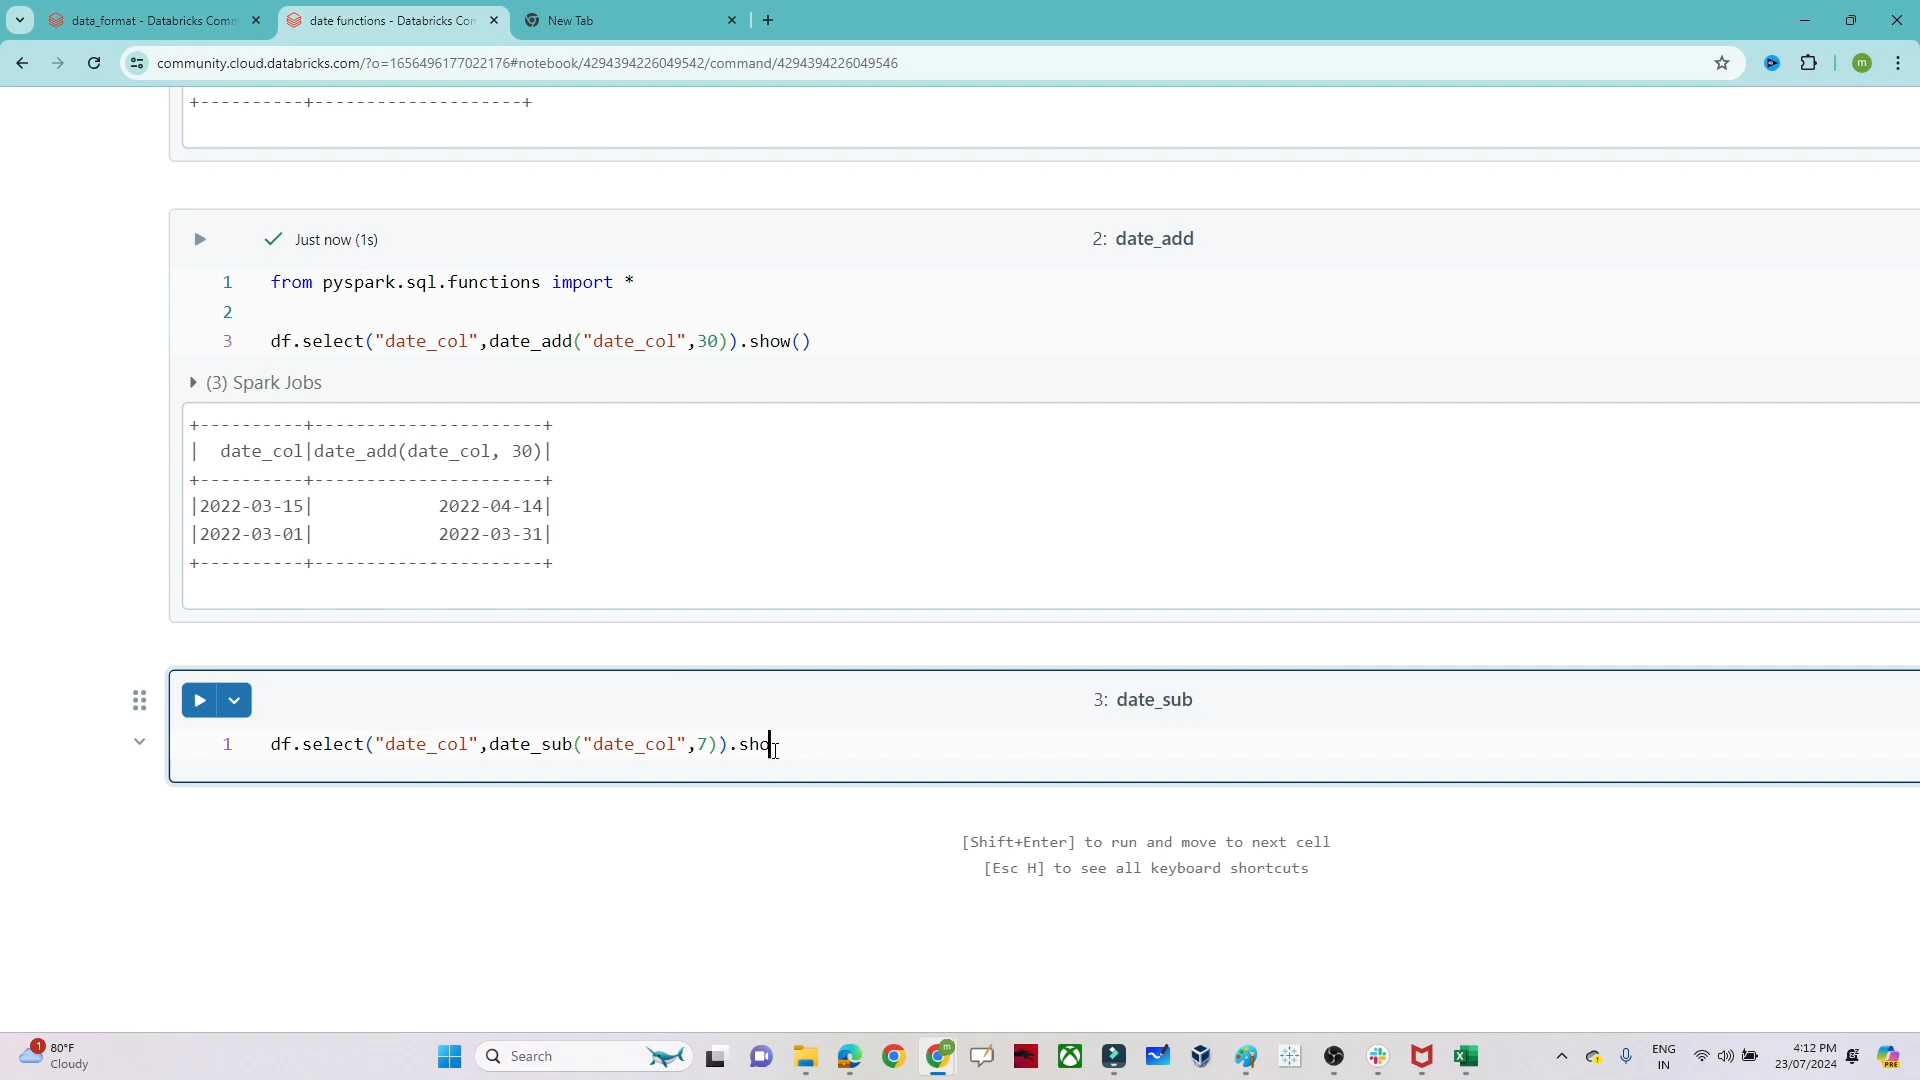 data_format - Databricks Comm
date functions - Databricks Con
New Tab
community.cloud.databricks.com/?o=1656496177022176#notebook/4294394226049542/command/4294394226049546
m
+----------+--------------------+
Just now (1s)
2: date_add
1 from pyspark.sql.functions import *
2
3 df.select("date_col",date_add("date_col",30)).show()
(3) Spark Jobs
+----------+----------------------+
|  date_col|date_add(date_col, 30)|
+----------+----------------------+
|2022-03-15|            2022-04-14|
|2022-03-01|            2022-03-31|
+----------+----------------------+
3: date_sub
1 df.select("date_col",date_sub("date_col",7)).sho
[Shift+Enter] to run and move to next cell
[Esc H] to see all keyboard shortcuts
1
80°F
Cloudy
Search
m
ENG
IN
4:12 PM
23/07/2024
PRE